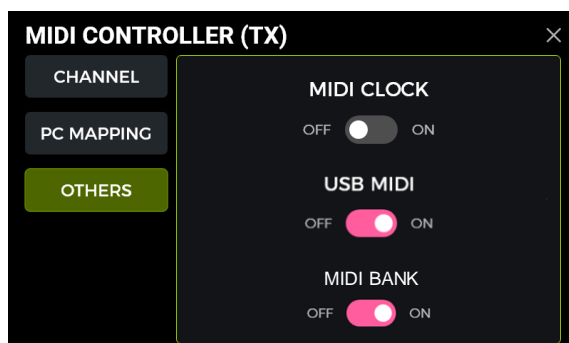 MIDI CONTROLLER (TX)
CHANNEL
PC MAPPING
OTHERS
MIDI CLOCK
OFF ON
USB MIDI
OFF ON
MIDI BANK
OFF ON